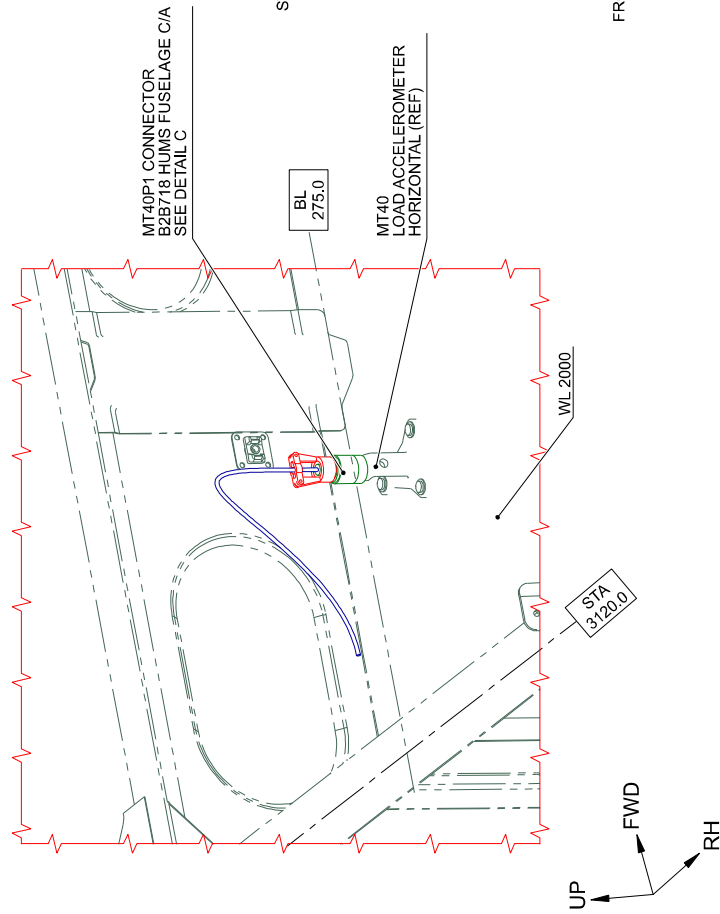 MT40P1 CONNECTOR
B2B718 HUMS FUSELAGE C/A
SEE DETAIL C
BL
275.0
MT40
LOAD ACCELEROMETER
HORIZONTAL (REF)
WL 2000
STA
3120.0
UP
FWD
RH
S
FR